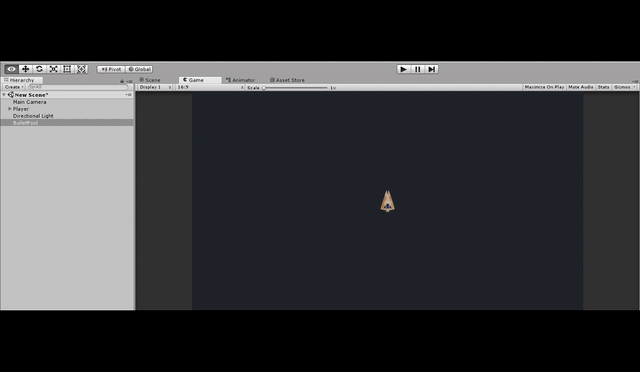 Pivot Global
Hierarchy
Scene Game Animator Asset Store
Create All
Display 1 16:9 Scale 1x Maximize On Play Mute Audio Stats Gizmos
New Scene*
Main Camera
Player
Directional Light
BulletPool